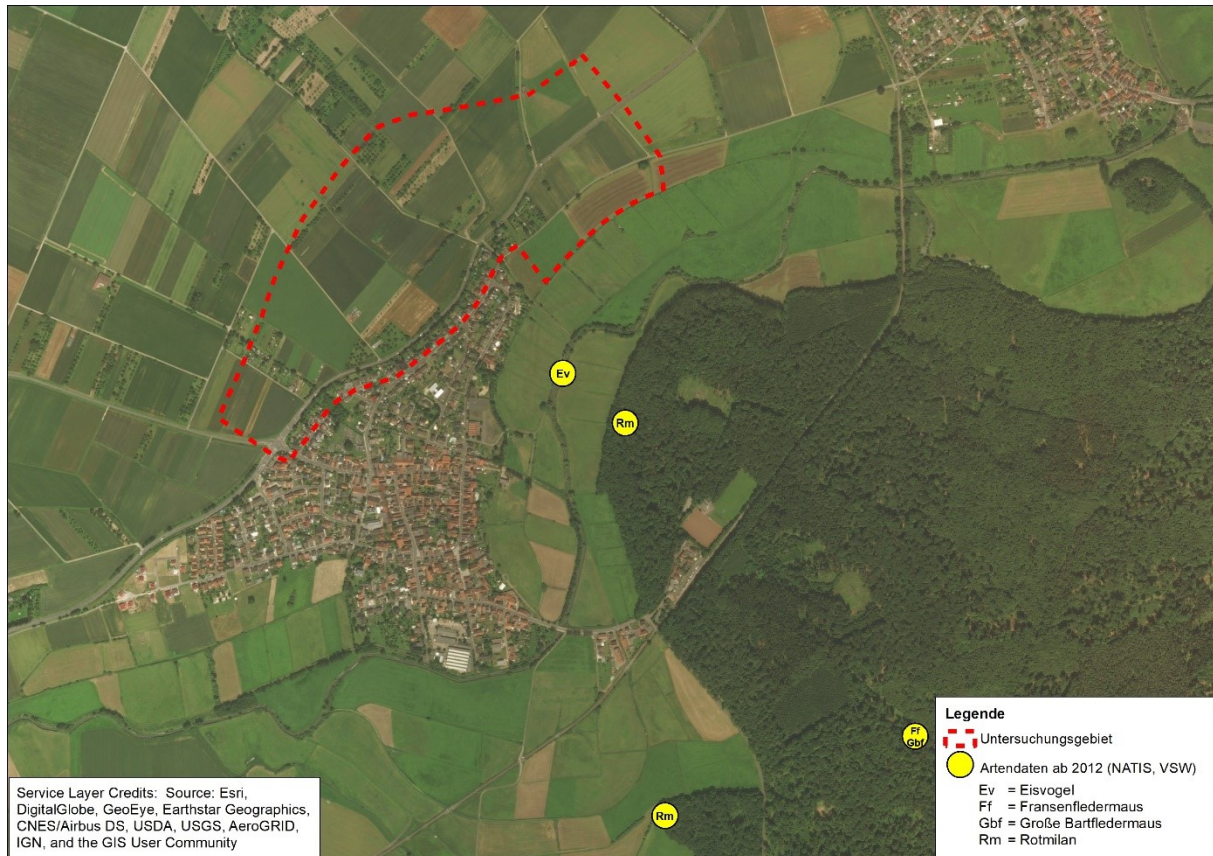 Ev
Rm
Ff
Gbf
Rm
Service Layer Credits: Source: Esri,
DigitalGlobe, GeoEye, Earthstar Geographics,
CNES/Airbus DS, USDA, USGS, AeroGRID,
IGN, and the GIS User Community
Legende
Untersuchungsgebiet
Artendaten ab 2012 (NATIS, VSW)
Ev = Eisvogel
Ff = Fransenfledermaus
Gbf = Große Bartfledermaus
Rm = Rotmilan